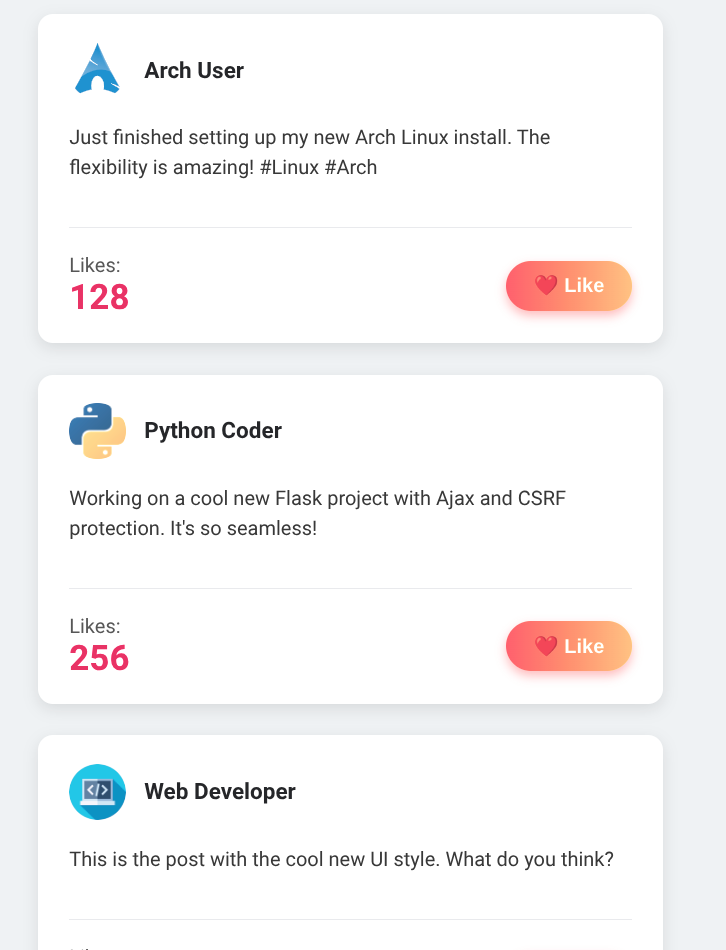 Arch User
Just finished setting up my new Arch Linux install. The
flexibility is amazing! #Linux #Arch
Likes:
128
❤️ Like
Python Coder
Working on a cool new Flask project with Ajax and CSRF
protection. It's so seamless!
Likes:
256
❤️ Like
</>
Web Developer
This is the post with the cool new UI style. What do you think?